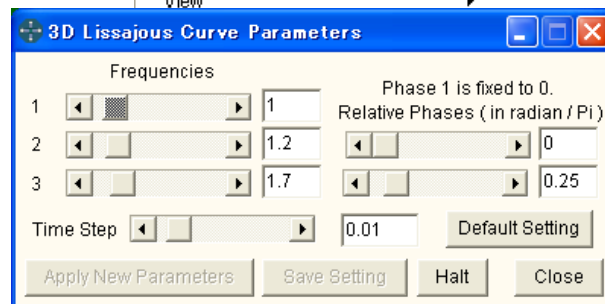 View
3D Lissajous Curve Parameters
Frequencies
Phase 1 is fixed to 0.
Relative Phases ( in radian / Pi )
1 1
2 1.2 0
3 1.7 0.25
Time Step 0.01 Default Setting
Apply New Parameters Save Setting Halt Close